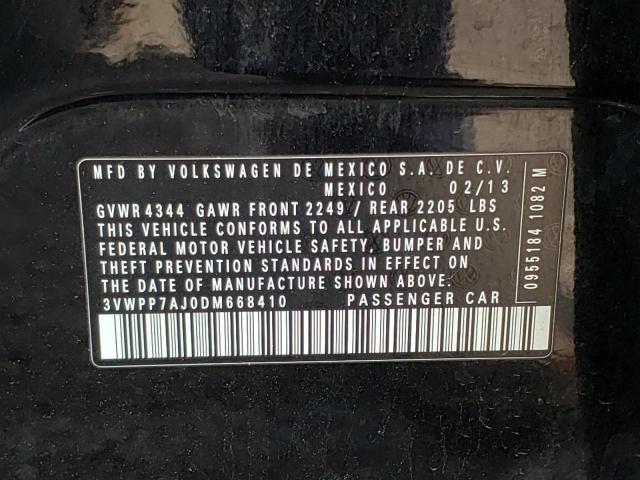 MFD BY VOLKSWAGEN DE MEXICO S.A. DE C.V.
MEXICO 02/13
GVWR 4344 GAWR FRONT 2249 / REAR 2205 LBS
THIS VEHICLE CONFORMS TO ALL APPLICABLE U.S.
FEDERAL MOTOR VEHICLE SAFETY, BUMPER AND
THEFT PREVENTION STANDARDS IN EFFECT ON
THE DATE OF MANUFACTURE SHOWN ABOVE.
3VWPP7AJ0DM668410 PASSENGER CAR
0955184 1082 M